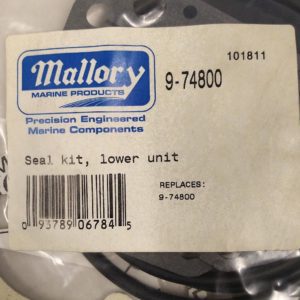 101811
Mallory
MARINE PRODUCTS
9-74800
Precision Engineered
Marine Components
Seal kit, lower unit
REPLACES:
9-74800
0 93789 06784 5